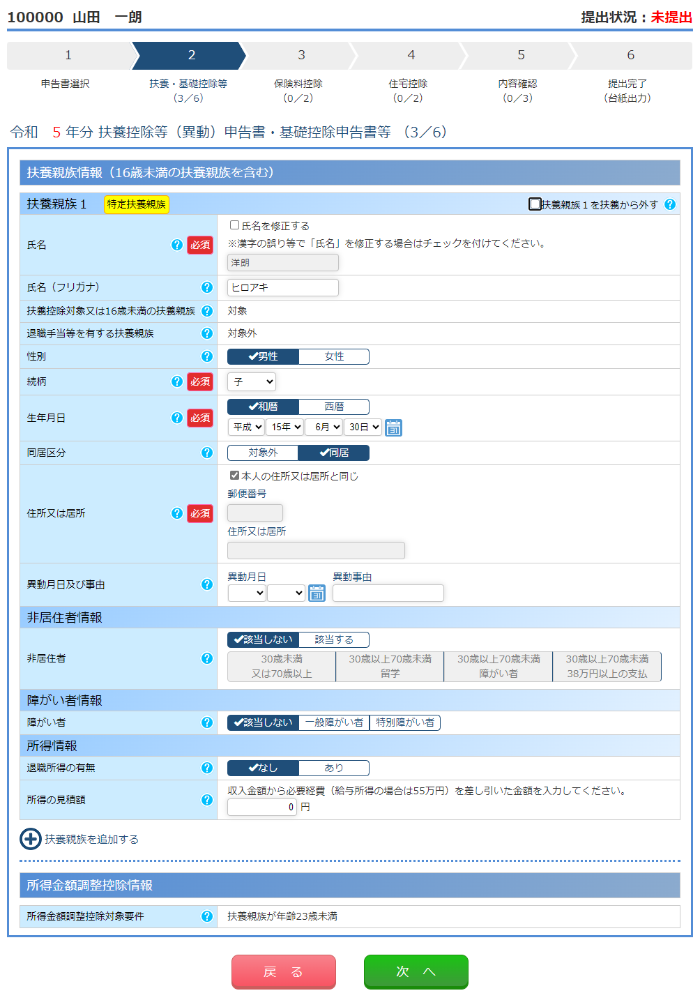 100000 山田　一朗
提出状況：未提出
1 2 3 4 5 6
申告書選択
扶養・基礎控除等
（3／6）
保険料控除
（0／2）
住宅控除
（0／2）
内容確認
（0／3）
提出完了
（台紙出力）
令和　5 年分 扶養控除等（異動）申告書・基礎控除申告書等 （3／6）
扶養親族情報（16歳未満の扶養親族を含む）
扶養親族１ 特定扶養親族 扶養親族１を扶養から外す ?
氏名 ? 必須
氏名を修正する
※漢字の誤り等で「氏名」を修正する場合はチェックを付けてください。
洋朗
氏名（フリガナ） ? ヒロアキ
扶養控除対象又は16歳未満の扶養親族 ? 対象
退職手当等を有する扶養親族 ? 対象外
性別 ? 男性 女性
続柄 ? 必須 子
生年月日 ? 必須
和暦 西暦
平成 15年 6月 30日 31
同居区分 ? 対象外 同居
住所又は居所 ? 必須
本人の住所又は居所と同じ
郵便番号
住所又は居所
異動月日及び事由 ?
異動月日 異動事由
31
非居住者情報
非居住者 ?
該当しない 該当する
30歳未満
又は70歳以上
30歳以上70歳未満
留学
30歳以上70歳未満
障がい者
30歳以上70歳未満
38万円以上の支払
障がい者情報
障がい者 ? 該当しない 一般障がい者 特別障がい者
所得情報
退職所得の有無 ? なし あり
所得の見積額 ?
収入金額から必要経費（給与所得の場合は55万円）を差し引いた金額を入力してください。
0 円
扶養親族を追加する
所得金額調整控除情報
所得金額調整控除対象要件 ? 扶養親族が年齢23歳未満
戻　る
次　へ